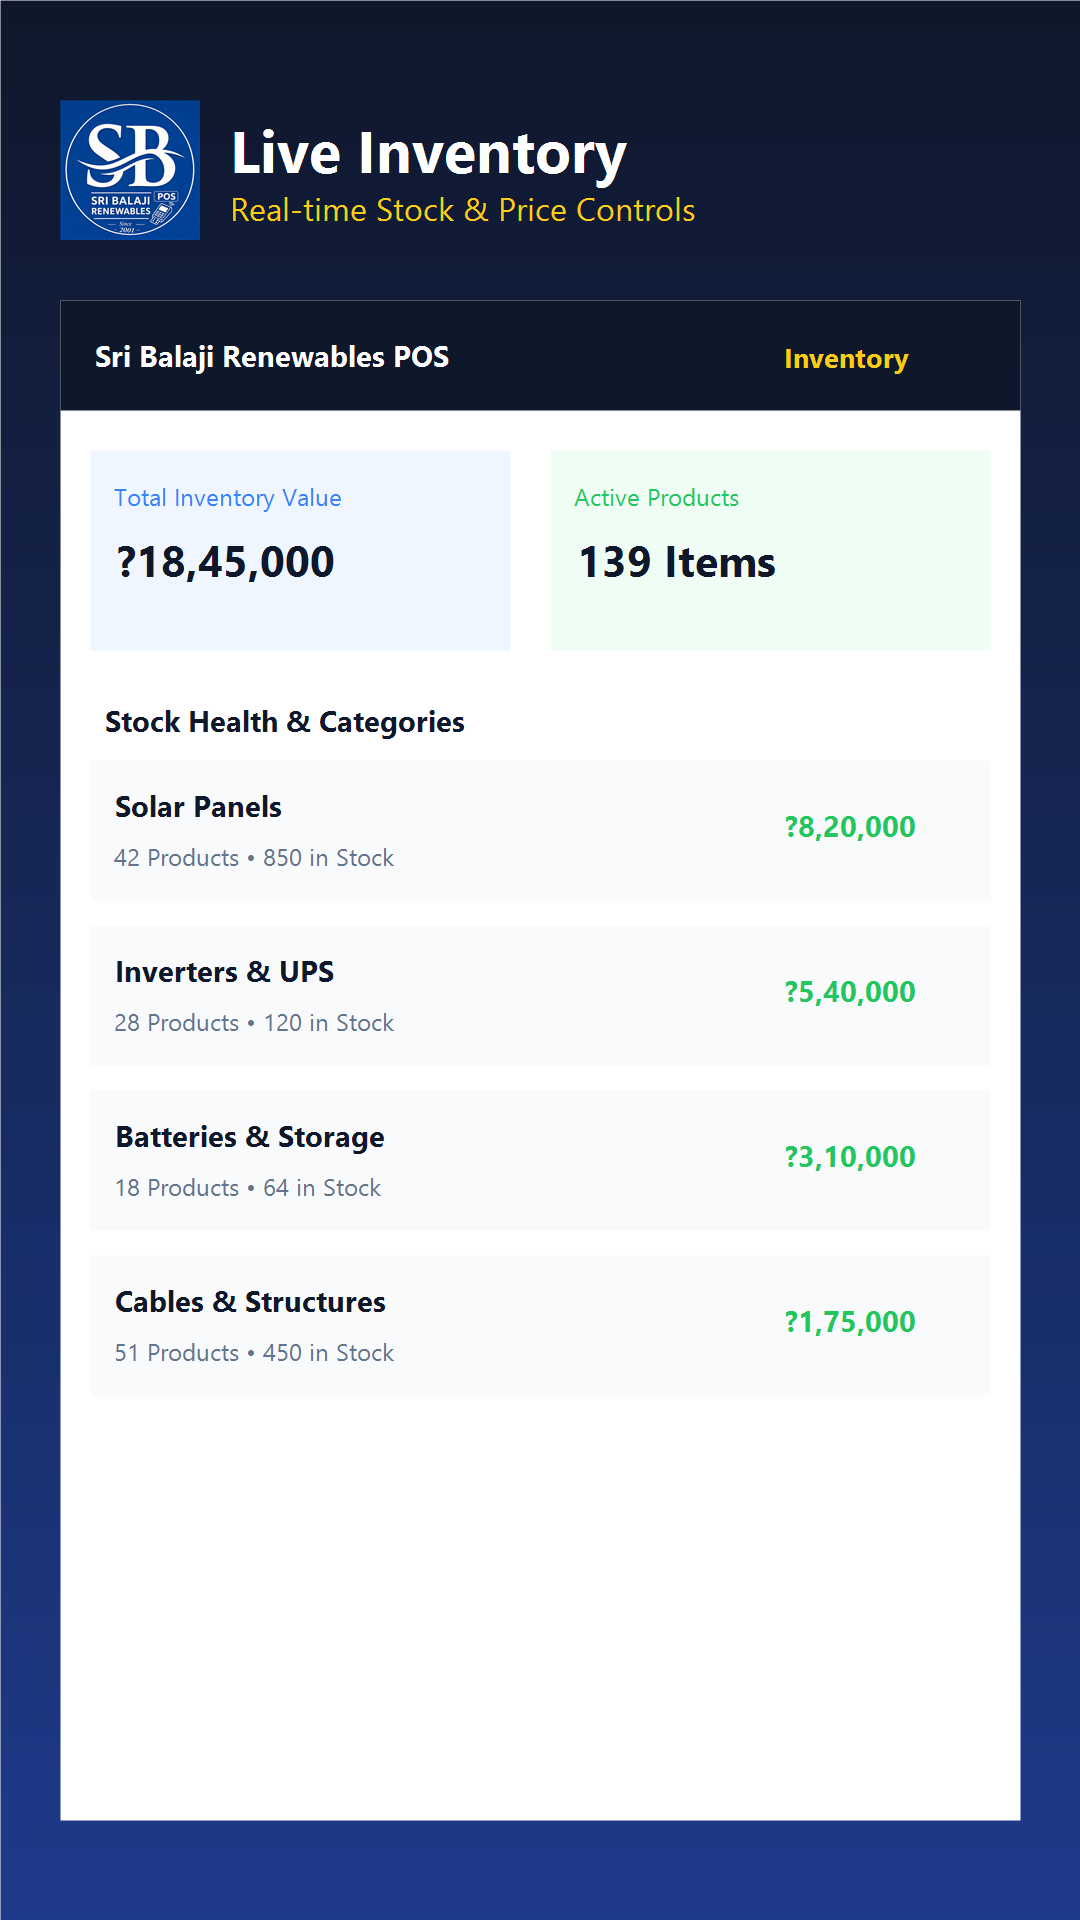 SB
SRI BALAJI POS
RENEWABLES
Since
2001
Live Inventory
Real-time Stock & Price Controls
Sri Balaji Renewables POS
Inventory
Total Inventory Value
?18,45,000
Active Products
139 Items
Stock Health & Categories
Solar Panels
42 Products • 850 in Stock
?8,20,000
Inverters & UPS
28 Products • 120 in Stock
?5,40,000
Batteries & Storage
18 Products • 64 in Stock
?3,10,000
Cables & Structures
51 Products • 450 in Stock
?1,75,000